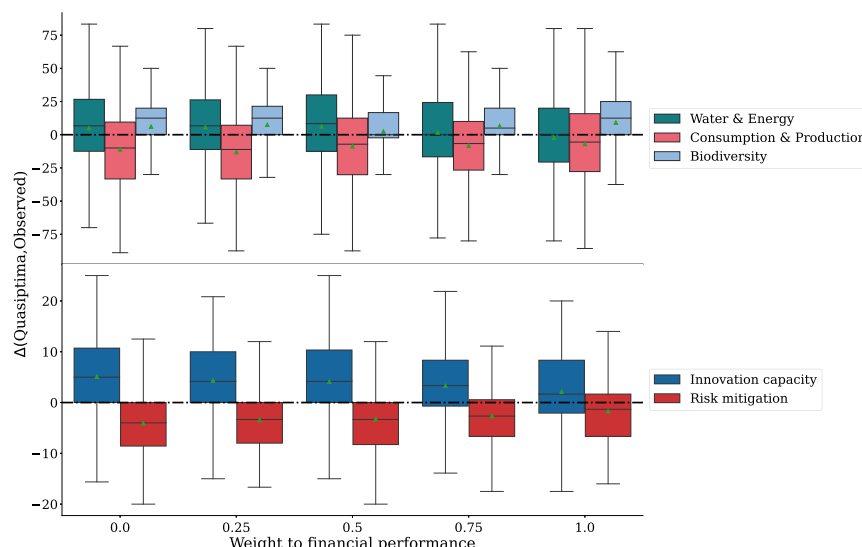 75
50
25
0
−25
−50
−75
Δ(Quasiptima,Observed)
Water & Energy
Consumption & Production
Biodiversity
20
10
0
−10
−20
Innovation capacity
Risk mitigation
0.0 0.25 0.5 0.75 1.0
Weight to financial performance